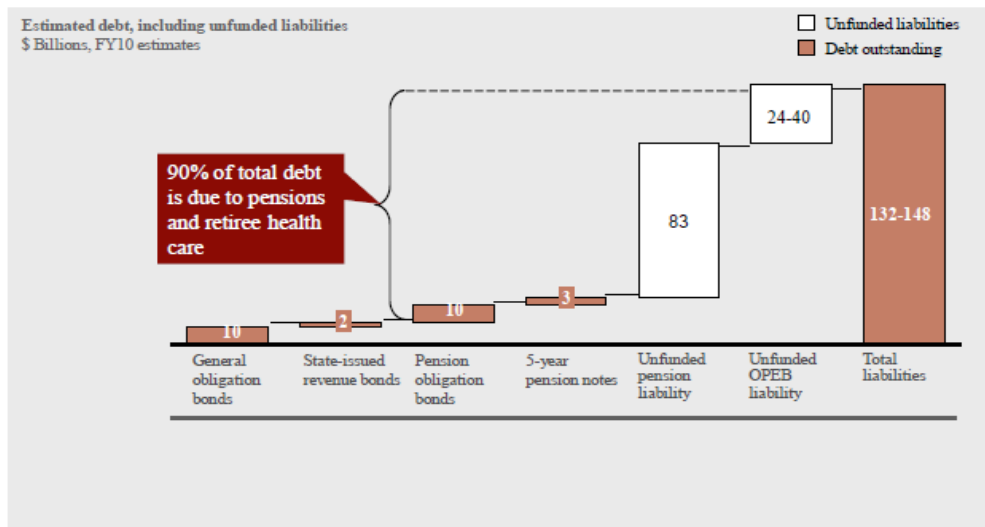 Estimated debt, including unfunded liabilities
$ Billions, FY10 estimates
Unfunded liabilities
Debt outstanding
90% of total debt
is due to pensions
and retiree health
care
10
2
10
3
83
24-40
132-148
General
obligation
bonds
State-issued
revenue bonds
Pension
obligation
bonds
5-year
pension notes
Unfunded
pension
liability
Unfunded
OPEB
liability
Total
liabilities